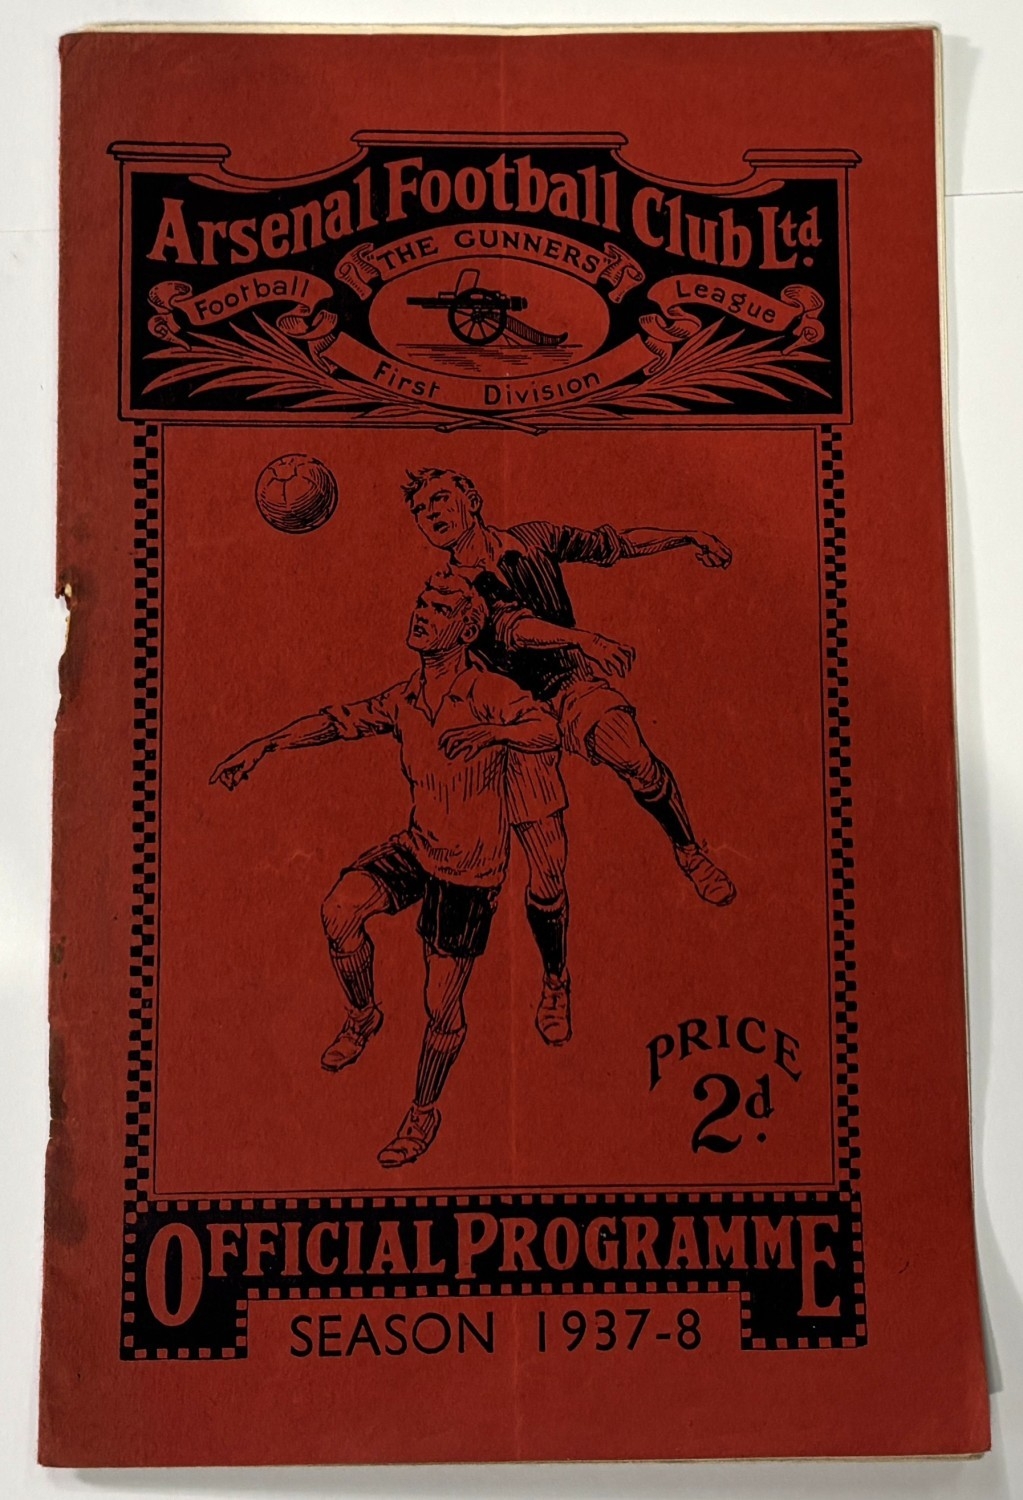 Arsenal Football Club Ltd.
"THE GUNNERS"
Football League
First Division
PRICE
2d.
OFFICIAL PROGRAMME
SEASON 1937-8